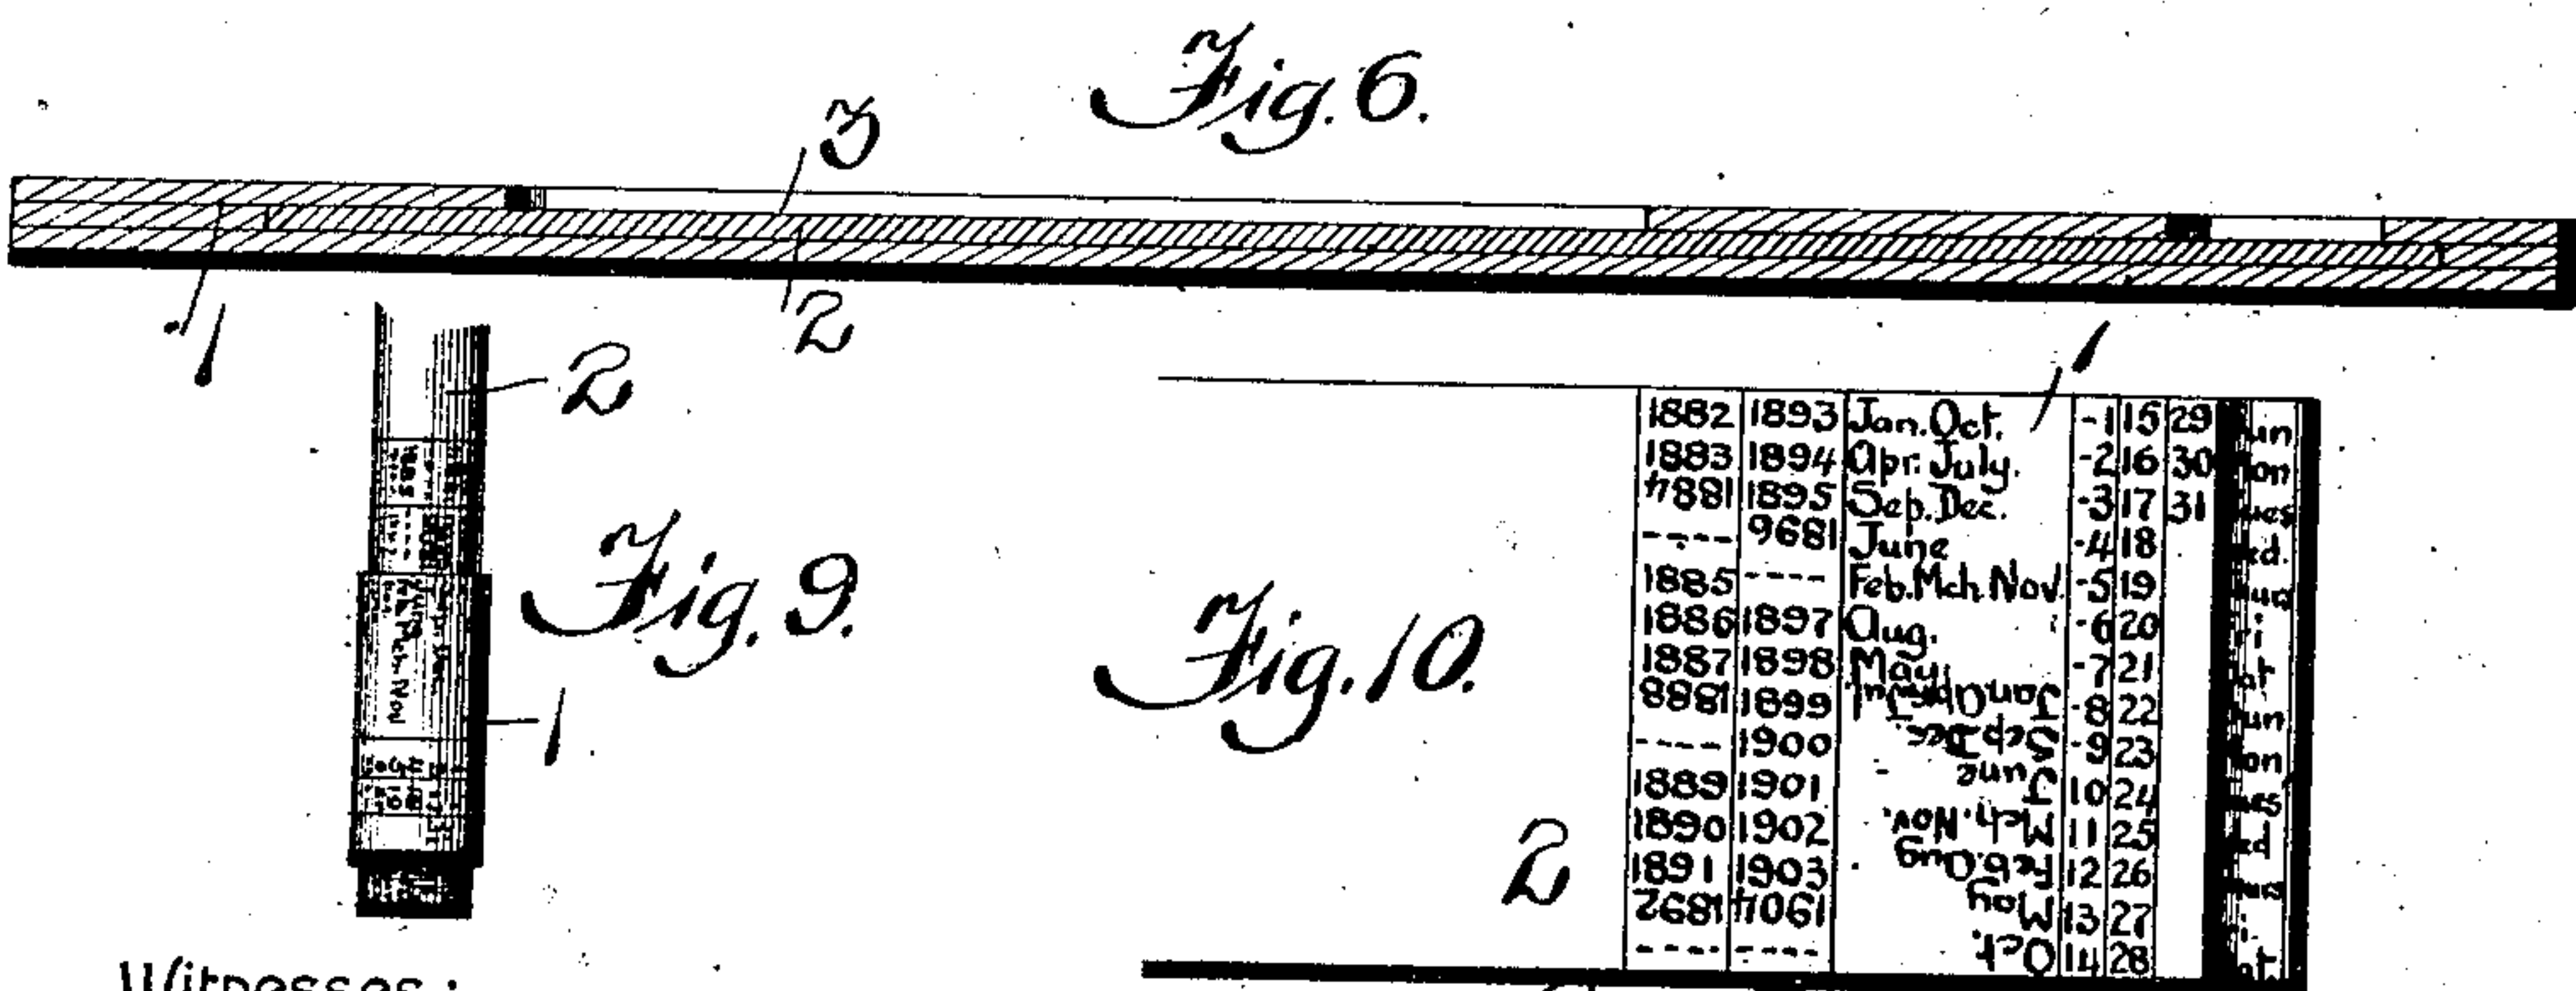 Fig. 6.
3
1
2
2
Fig. 9.
1
1
Fig. 10.
2
1882 1893 Jan. Oct. -1 15 29
1883 1894 Apr. July. -2 16 30
1884 1895 Sep. Dec. -3 17 31
---- 1896 June -4 18
1885 ---- Feb. Mch. Nov. -5 19
1886 1897 Aug. -6 20
1887 1898 May. -7 21
1888 1899 Jan. Apr. Jul. -8 22
---- 1900 Sep. Dec. -9 23
1889 1901 June 10 24
1890 1902 Mch. Nov. 11 25
1891 1903 Feb. Aug 12 26
1892 1904 May 13 27
---- ---- Oct. 14 28
Witnesses: